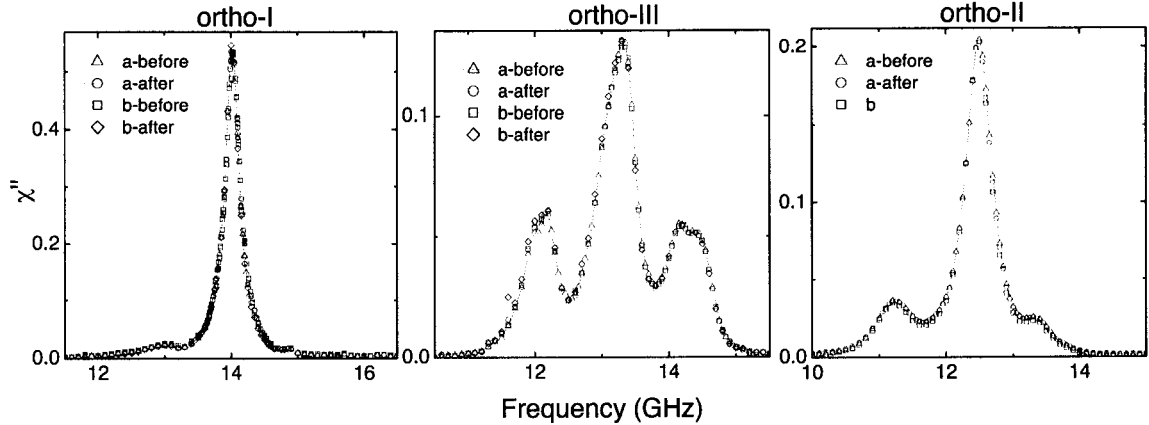 ortho-I
ortho-III
ortho-II
△ a-before
○ a-after
□ b-before
◇ b-after
△ a-before
○ a-after
□ b-before
◇ b-after
△ a-before
○ a-after
□ b
0.4
0.2
0.0
χ"
0.1
0.0
0.2
0.1
0.0
12 14 16
12 14
10 12 14
Frequency (GHz)